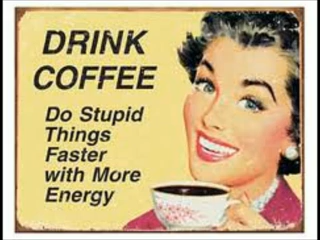 DRINK
COFFEE
Do Stupid
Things
Faster
with More
Energy